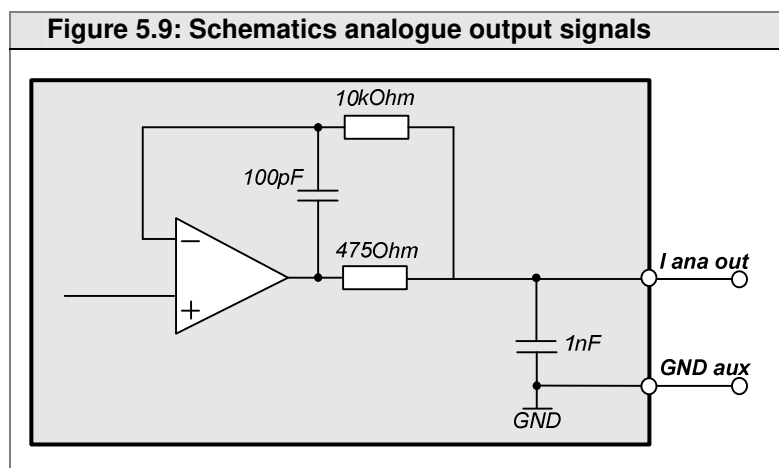 Figure 5.9: Schematics analogue output signals
10kOhm
100pF
475Ohm
I ana out
1nF
GND aux
GND